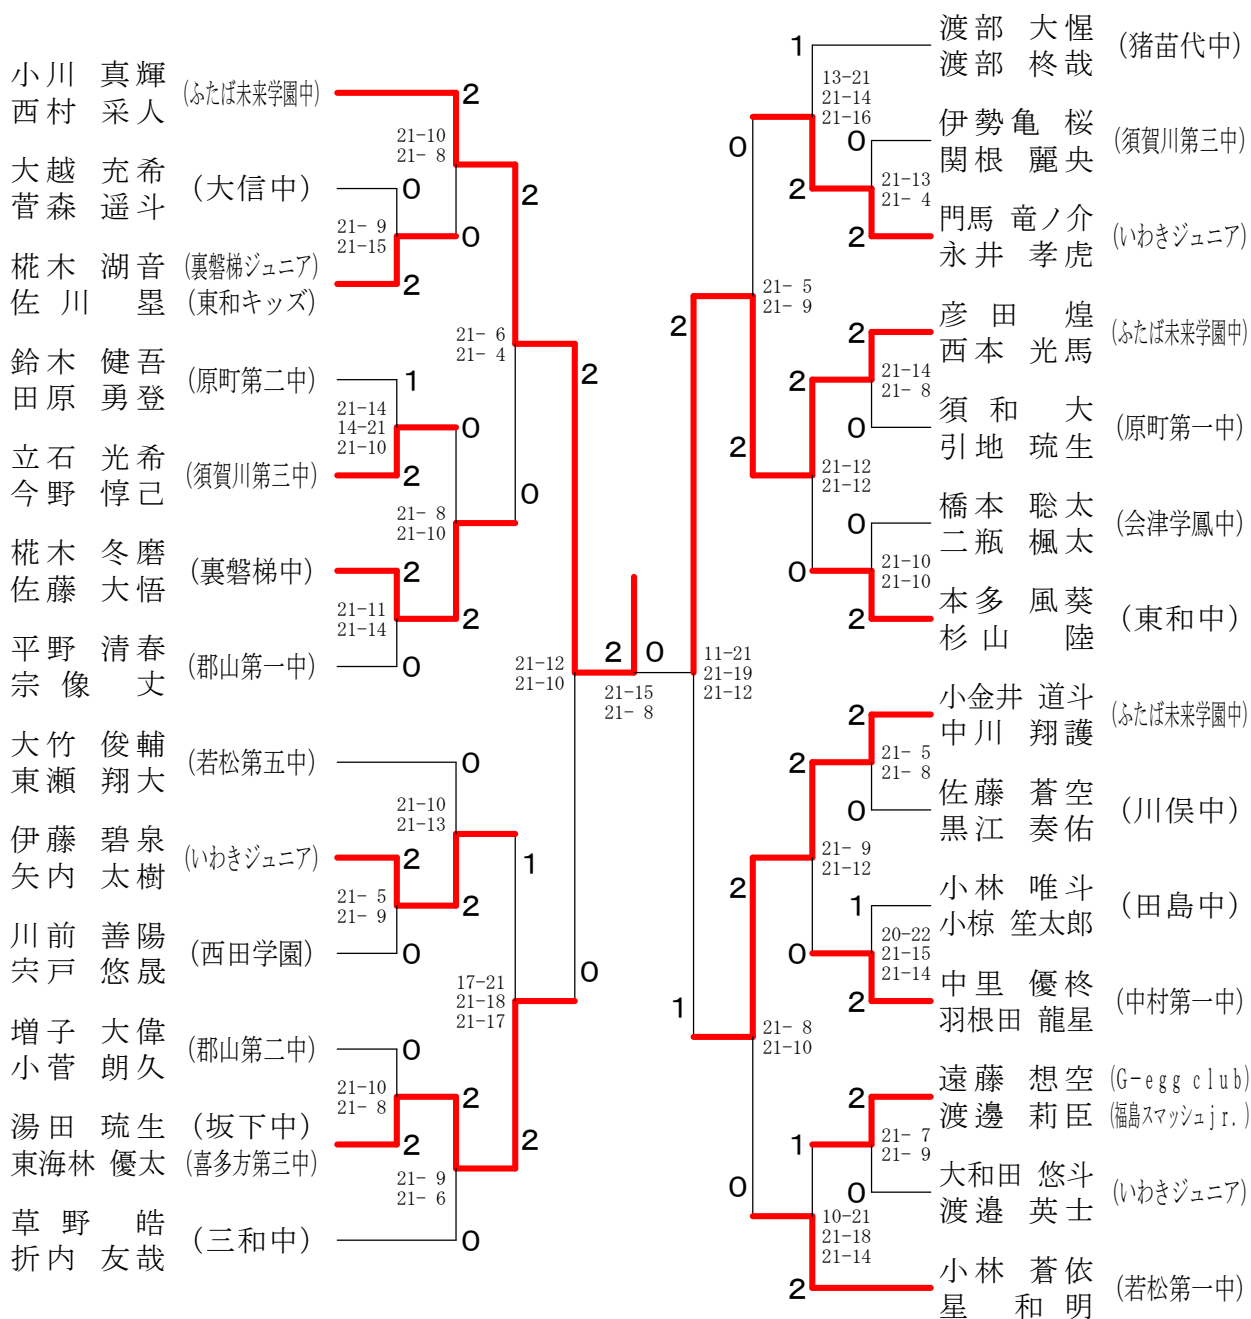 小川 真輝
西村 采人
(ふたば未来学園中)
2
21-10
21- 8
大越 充希
菅森 遥斗
(大信中)
0
21- 9
21-15
0
2
椛木 湖音 (裏磐梯ジュニア)
佐川 塁 (東和キッズ)
2
21- 6
21- 4
2
鈴木 健吾
田原 勇登
(原町第二中)
1
21-14
14-21
21-10
0
立石 光希
今野 惇己
(須賀川第三中)
2
21- 8
21-10
0
椛木 冬磨
佐藤 大悟
(裏磐梯中)
2
21-11
21-14
2
平野 清春
宗像 丈
(郡山第一中)
0
21-12
21-10
大竹 俊輔
東瀬 翔大
(若松第五中)
0
21-10
21-13
伊藤 碧泉
矢内 太樹
(いわきジュニア)
2
21- 5
21- 9
2
1
川前 善陽
宍戸 悠晟
(西田学園)
0
17-21
21-18
21-17
0
増子 大偉
小菅 朗久
(郡山第二中)
0
21-10
21- 8
2
湯田 琉生 (坂下中)
東海林 優太 (喜多方第三中)
2
21- 9
21- 6
2
草野 皓
折内 友哉
(三和中)
0
2 0
21-15
21- 8
渡部 大惺
渡部 柊哉
(猪苗代中)
1
13-21
21-14
21-16
0
伊勢亀 桜
関根 麗央
(須賀川第三中)
0
21-13
21- 4
2
門馬 竜ノ介
永井 孝虎
(いわきジュニア)
2
21- 5
21- 9
2
彦田 煌
西本 光馬
(ふたば未来学園中)
2
21-14
21- 8
2
須和 大
引地 琉生
(原町第一中)
0
21-12
21-12
2
橋本 聡太
二瓶 楓太
(会津学鳳中)
0
21-10
21-10
0
本多 風葵
杉山 陸
(東和中)
2
11-21
21-19
21-12
小金井 道斗
中川 翔護
(ふたば未来学園中)
2
21- 5
21- 8
2
佐藤 蒼空
黒江 奏佑
(川俣中)
0
21- 9
21-12
2
小林 唯斗
小椋 笙太郎
(田島中)
1
20-22
21-15
21-14
0
中里 優柊
羽根田 龍星
(中村第一中)
2
1
21- 8
21-10
遠藤 想空 (G-egg club)
渡邊 莉臣 (福島スマッシュjr.)
2
21- 7
21- 9
1
大和田 悠斗
渡邉 英士
(いわきジュニア)
0
0
10-21
21-18
21-14
小林 蒼依
星 和明
(若松第一中)
2